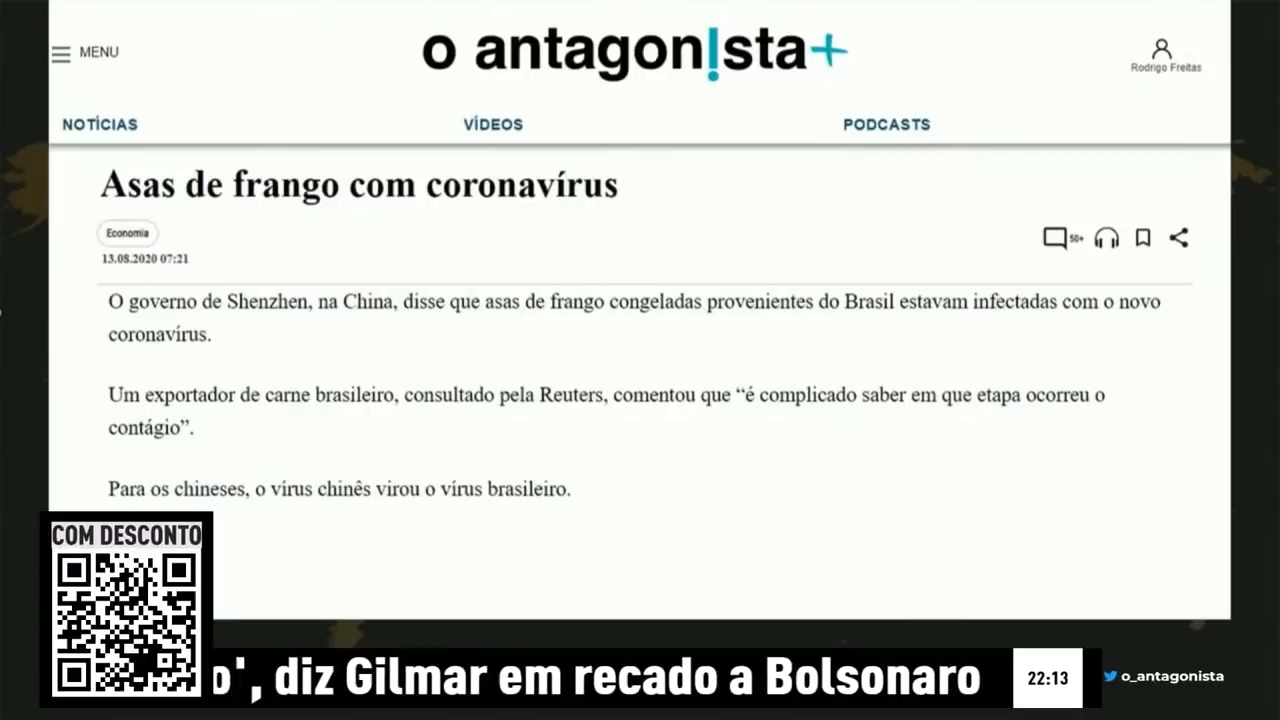 MENU
o antagon!sta+
Rodrigo Freitas
NOTÍCIAS
VÍDEOS
PODCASTS
Asas de frango com coronavírus
Economia
50+
13.08.2020 07:21
O governo de Shenzhen, na China, disse que asas de frango congeladas provenientes do Brasil estavam infectadas com o novo
coronavírus.
Um exportador de carne brasileiro, consultado pela Reuters, comentou que “é complicado saber em que etapa ocorreu o
contágio”.
Para os chineses, o vírus chinês virou o vírus brasileiro.
COM DESCONTO
o', diz Gilmar em recado a Bolsonaro
22:13
o_antagonista